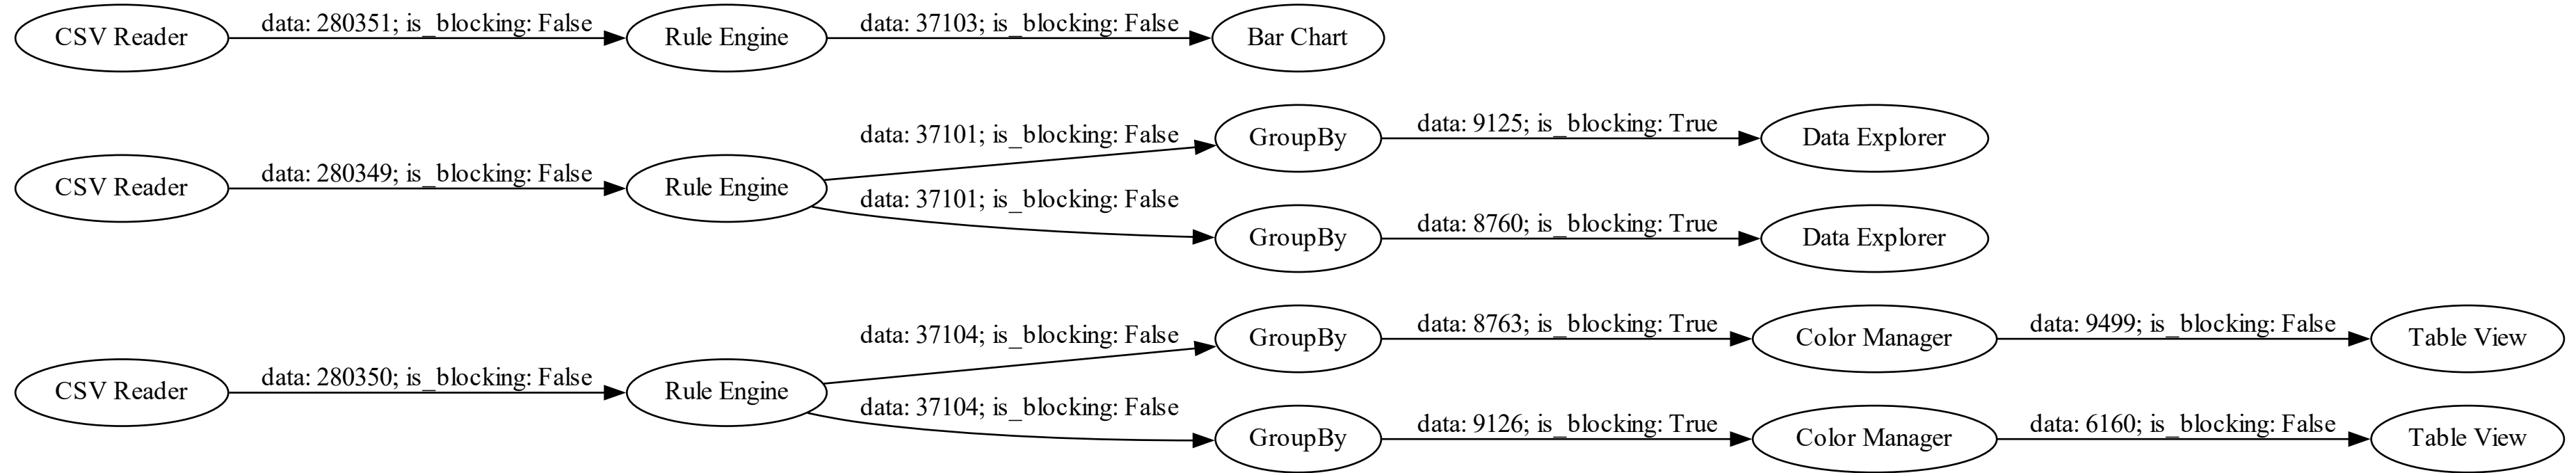 CSV Reader data: 280351; is_blocking: False Rule Engine data: 37103; is_blocking: False Bar Chart
CSV Reader data: 280349; is_blocking: False Rule Engine
data: 37101; is_blocking: False GroupBy data: 9125; is_blocking: True Data Explorer
data: 37101; is_blocking: False GroupBy data: 8760; is_blocking: True Data Explorer
CSV Reader data: 280350; is_blocking: False Rule Engine
data: 37104; is_blocking: False GroupBy data: 8763; is_blocking: True Color Manager data: 9499; is_blocking: False Table View
data: 37104; is_blocking: False GroupBy data: 9126; is_blocking: True Color Manager data: 6160; is_blocking: False Table View